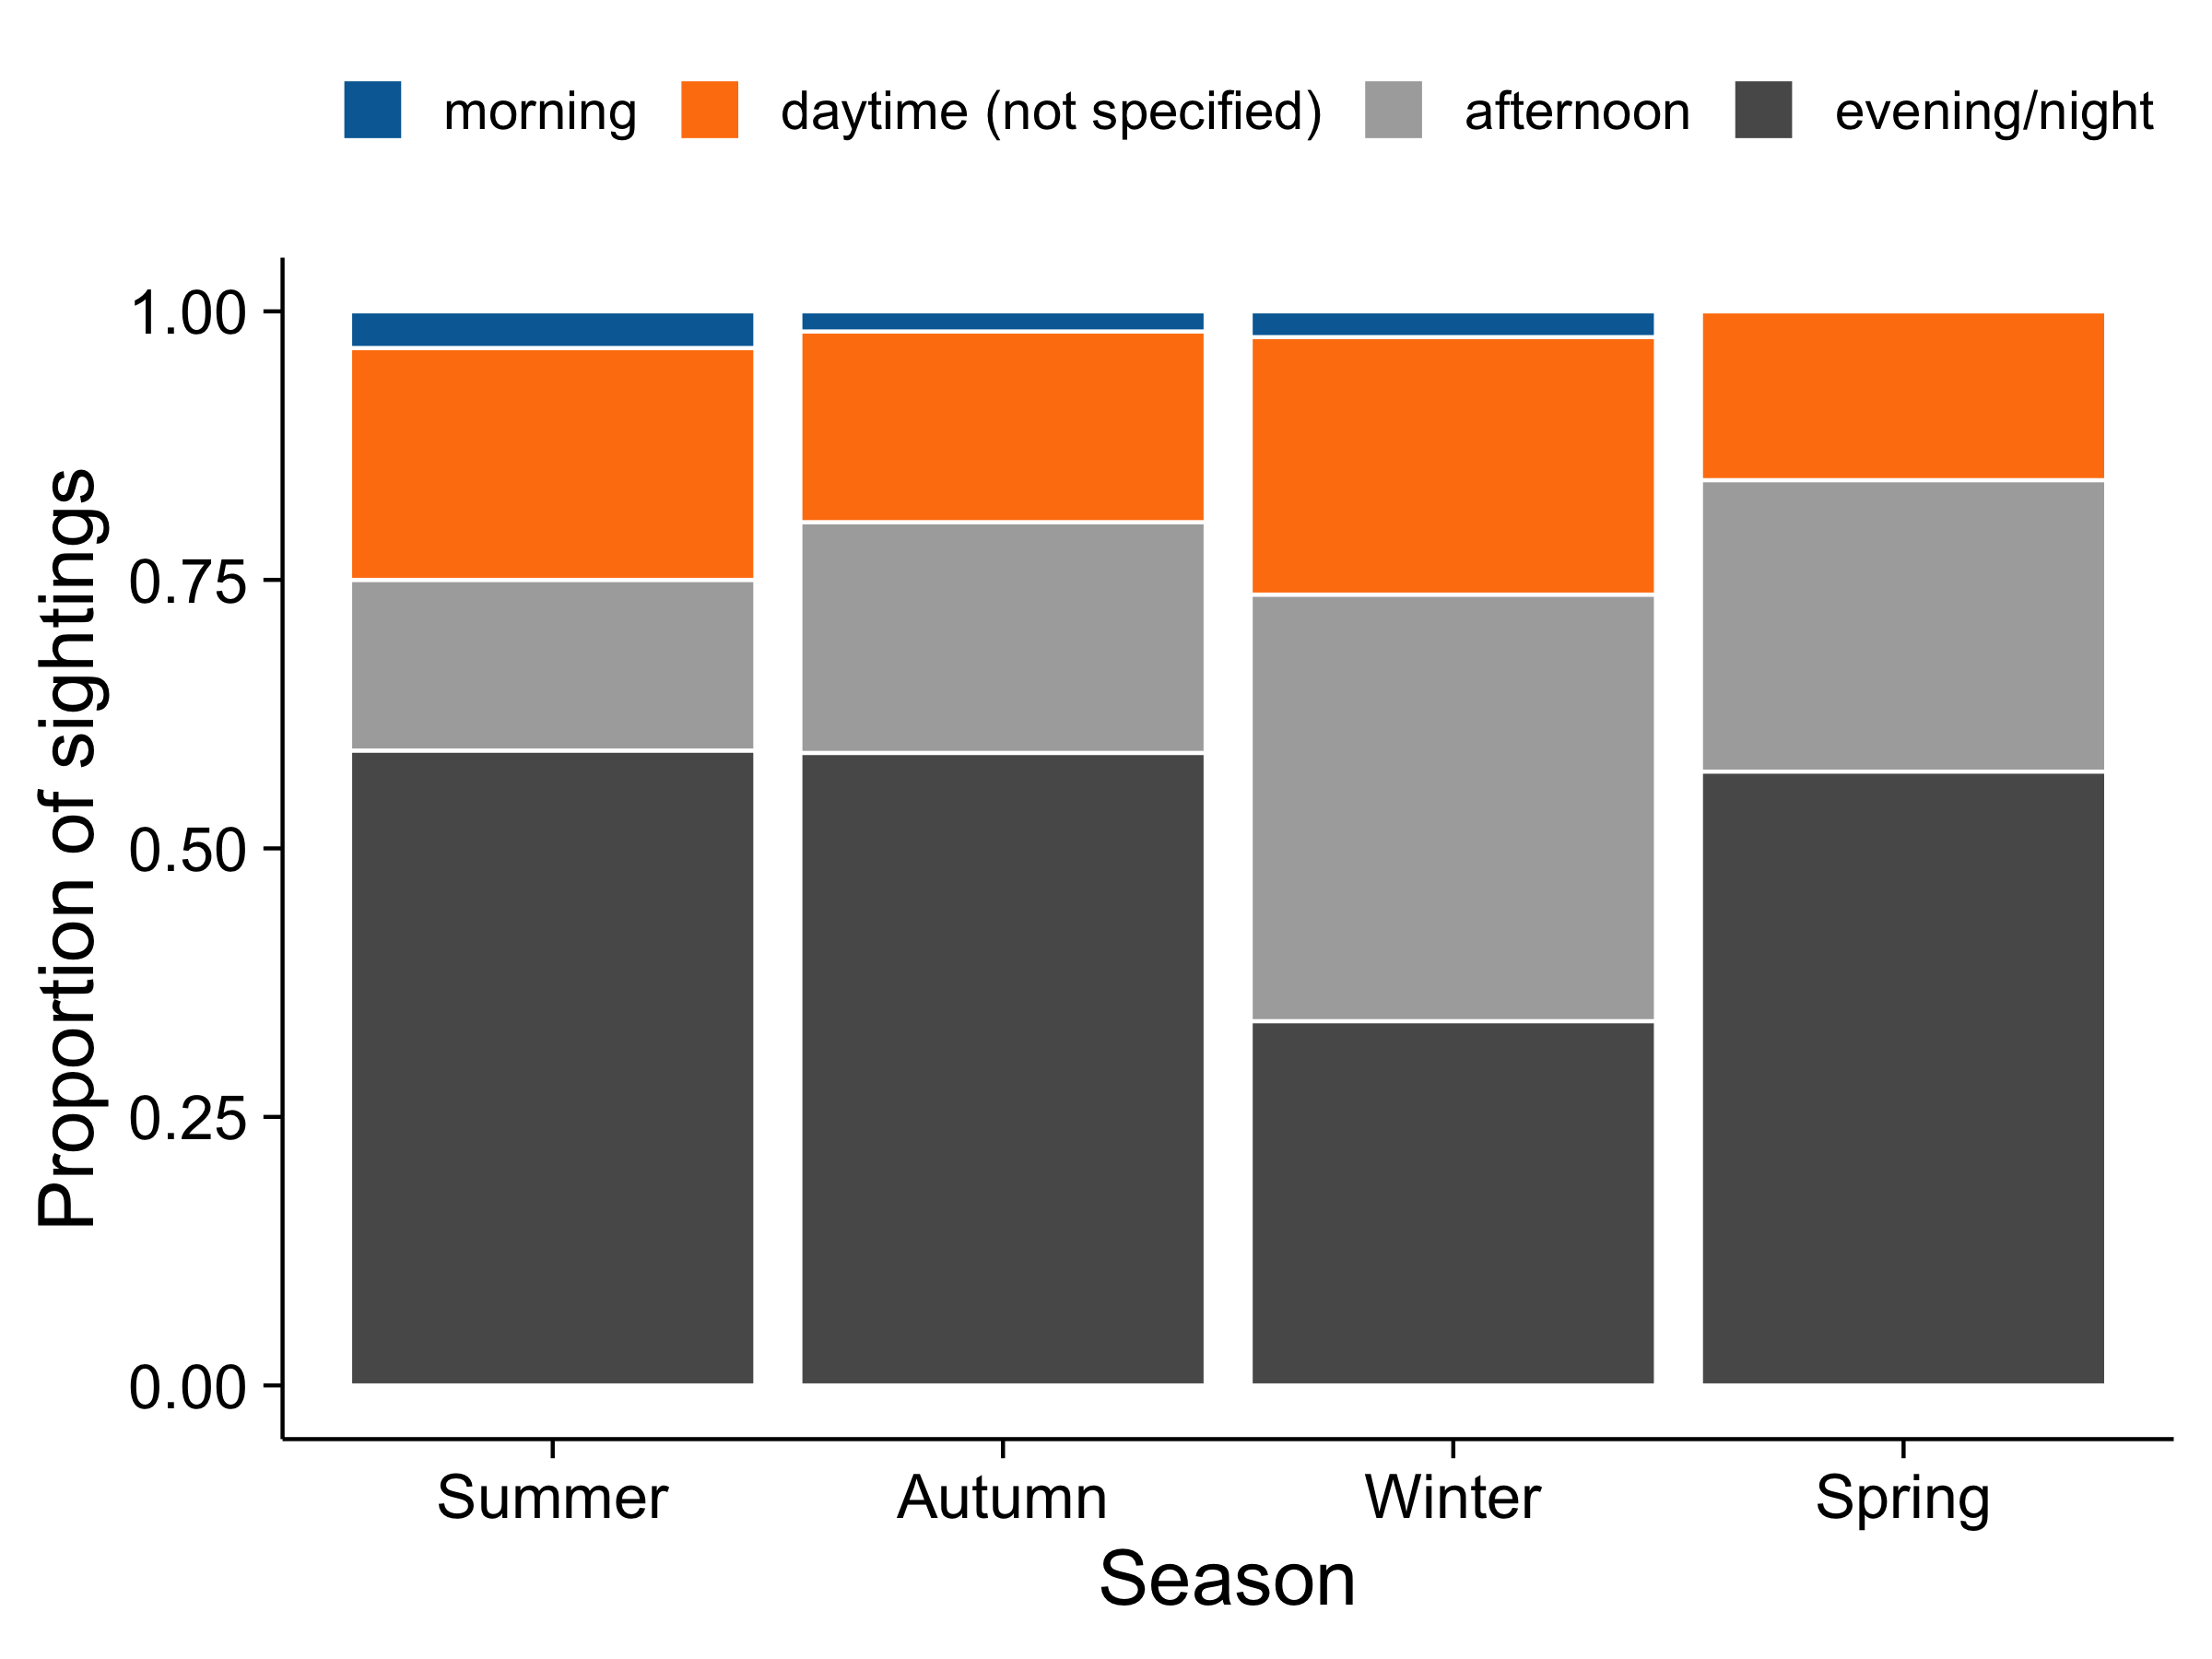 morning daytime (not specified) afternoon evening/night
Proportion of sightings
1.00
0.75
0.50
0.25
0.00
Summer Autumn Winter Spring
Season